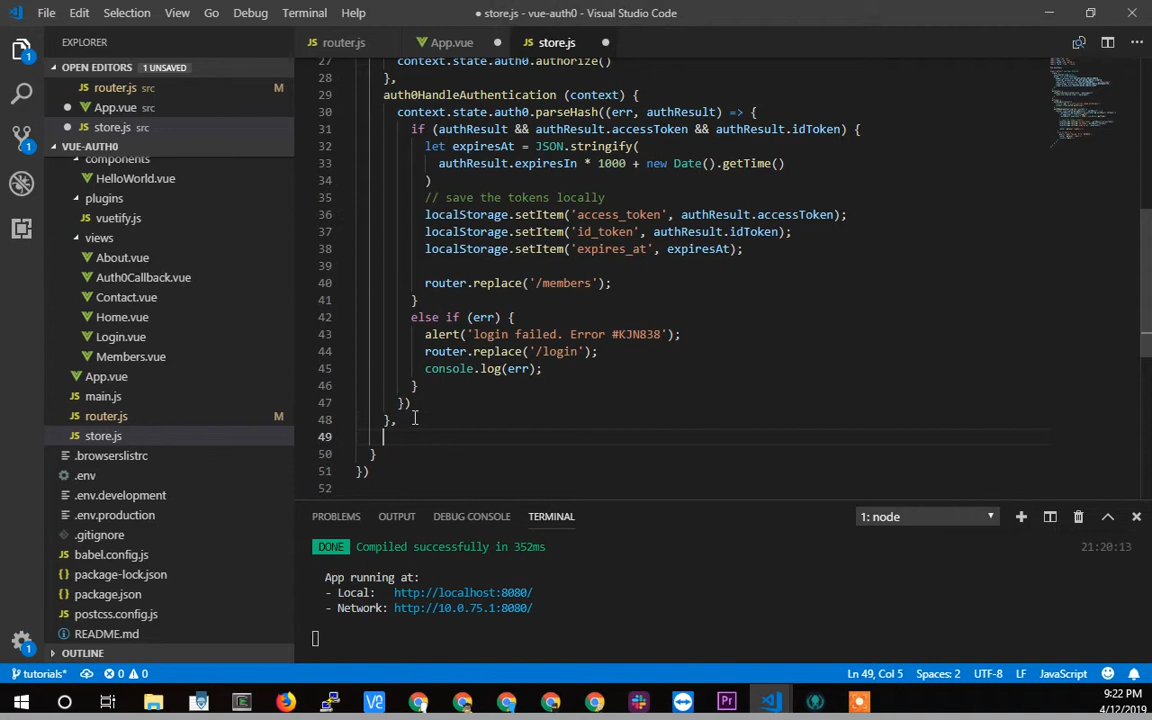 File Edit Selection View Go Debug Terminal Help
● store.js - vue-auth0 - Visual Studio Code
EXPLORER
router.js
App.vue
store.js
OPEN EDITORS 1 UNSAVED
router.js src M
App.vue src
store.js src
VUE-AUTH0
components
HelloWorld.vue
plugins
vuetify.js
views
About.vue
Auth0Callback.vue
Contact.vue
Home.vue
Login.vue
Members.vue
App.vue
main.js
router.js M
store.js
.browserslistrc
.env
.env.development
.env.production
.gitignore
babel.config.js
package-lock.json
package.json
postcss.config.js
README.md
OUTLINE
27 context.state.auth0.authorize()
28 },
29 auth0HandleAuthentication (context) {
30 context.state.auth0.parseHash((err, authResult) => {
31 if (authResult && authResult.accessToken && authResult.idToken) {
32 let expiresAt = JSON.stringify(
33 authResult.expiresIn * 1000 + new Date().getTime()
34 )
35 // save the tokens locally
36 localStorage.setItem('access_token', authResult.accessToken);
37 localStorage.setItem('id_token', authResult.idToken);
38 localStorage.setItem('expires_at', expiresAt);
39
40 router.replace('/members');
41 }
42 else if (err) {
43 alert('login failed. Error #KJN838');
44 router.replace('/login');
45 console.log(err);
46 }
47 })
48 },
49
50 }
51 })
52
PROBLEMS OUTPUT DEBUG CONSOLE TERMINAL
1: node
DONE Compiled successfully in 352ms 21:20:13
App running at:
- Local: http://localhost:8080/
- Network: http://10.0.75.1:8080/
tutorials* 0 0 Ln 49, Col 5 Spaces: 2 UTF-8 LF JavaScript 1
9:22 PM
4/12/2019